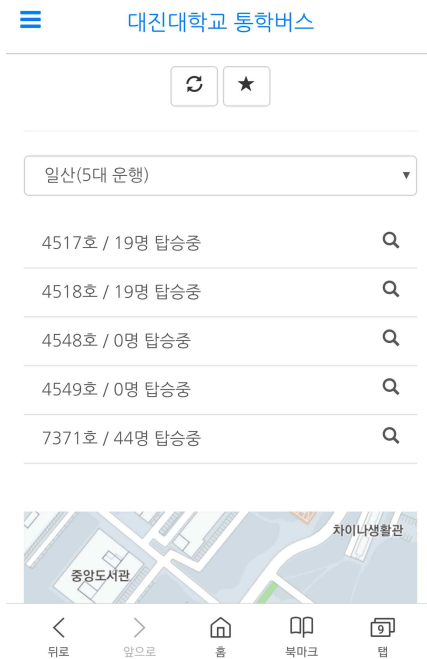 대진대학교 통학버스
일산(5대 운행)
4517호 / 19명 탑승중
4518호 / 19명 탑승중
4548호 / 0명 탑승중
4549호 / 0명 탑승중
7371호 / 44명 탑승중
차이나생활관
중앙도서관
9
뒤로 앞으로 홈 북마크 탭